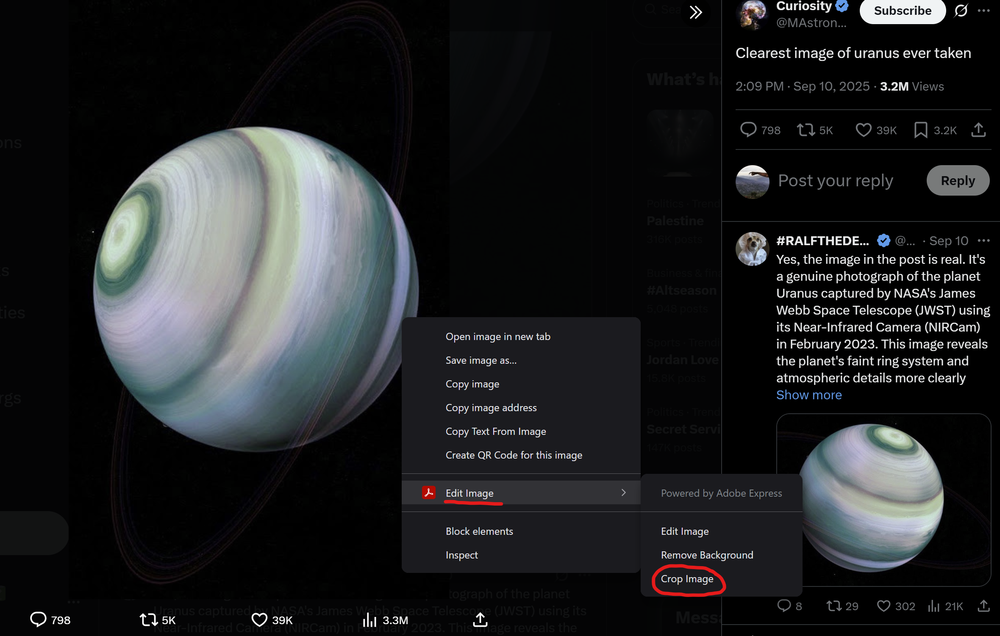 Curiosity
@MAstron...
Subscribe
Clearest image of uranus ever taken
2:09 PM · Sep 10, 2025 · 3.2M Views
798
5K
39K
3.2K
Post your reply
Reply
#RALFTHEDE... @... · Sep 10
Yes, the image in the post is real. It's
a genuine photograph of the planet
Uranus captured by NASA's James
Webb Space Telescope (JWST) using
its Near-Infrared Camera (NIRCam)
in February 2023. This image reveals
the planet's faint ring system and
atmospheric details more clearly
Show more
8
29
302
21K
Open image in new tab
Save image as...
Copy image
Copy image address
Copy Text From Image
Create QR Code for this image
Edit Image
Block elements
Inspect
Powered by Adobe Express
Edit Image
Remove Background
Crop Image
What's ha
Politics · Trend
Palestine
316K posts
Business & fina
#Altseason
5,048 posts
Sports · Trendi
Jordan Love
15.8K posts
Politics · Trend
Secret Servi
147K posts
Messa
ons
ties
rgs
tograph of the planet
Uranus captured by NASA's James Webb Space Telescope (JWST) using its
Near-Infrared Camera (NIRCam) in February 2023. This image reveals the
798
5K
39K
3.3M